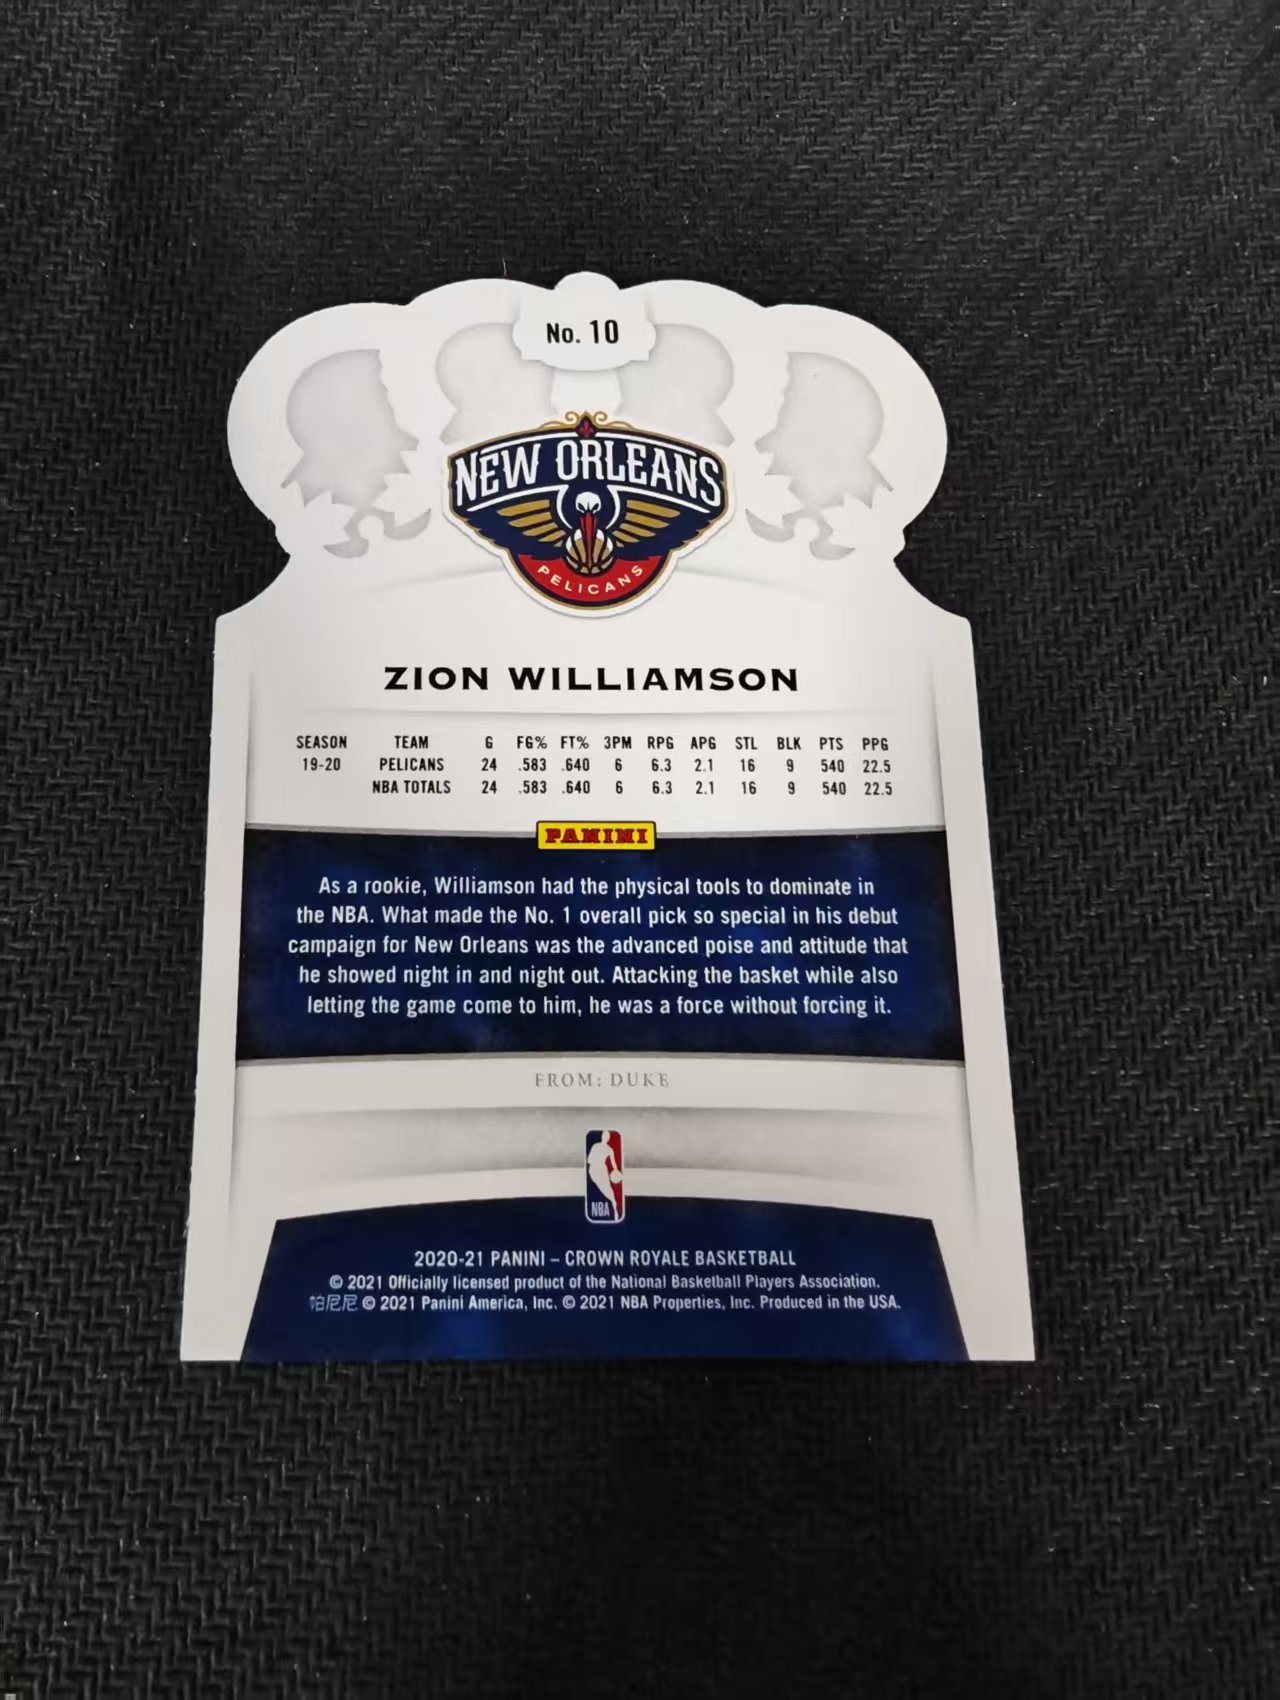 No. 10
NEW ORLEANS
PELICANS
ZION WILLIAMSON
SEASON TEAM G FG% FT% 3PM RPG APG STL BLK PTS PPG
19-20 PELICANS 24 .583 .640 6 6.3 2.1 16 9 540 22.5
NBA TOTALS 24 .583 .640 6 6.3 2.1 16 9 540 22.5
PANINI
As a rookie, Williamson had the physical tools to dominate in
the NBA. What made the No. 1 overall pick so special in his debut
campaign for New Orleans was the advanced poise and attitude that
he showed night in and night out. Attacking the basket while also
letting the game come to him, he was a force without forcing it.
FROM: DUKE
NBA
2020-21 PANINI – CROWN ROYALE BASKETBALL
© 2021 Officially licensed product of the National Basketball Players Association.
帕尼尼 © 2021 Panini America, Inc. © 2021 NBA Properties, Inc. Produced in the USA.